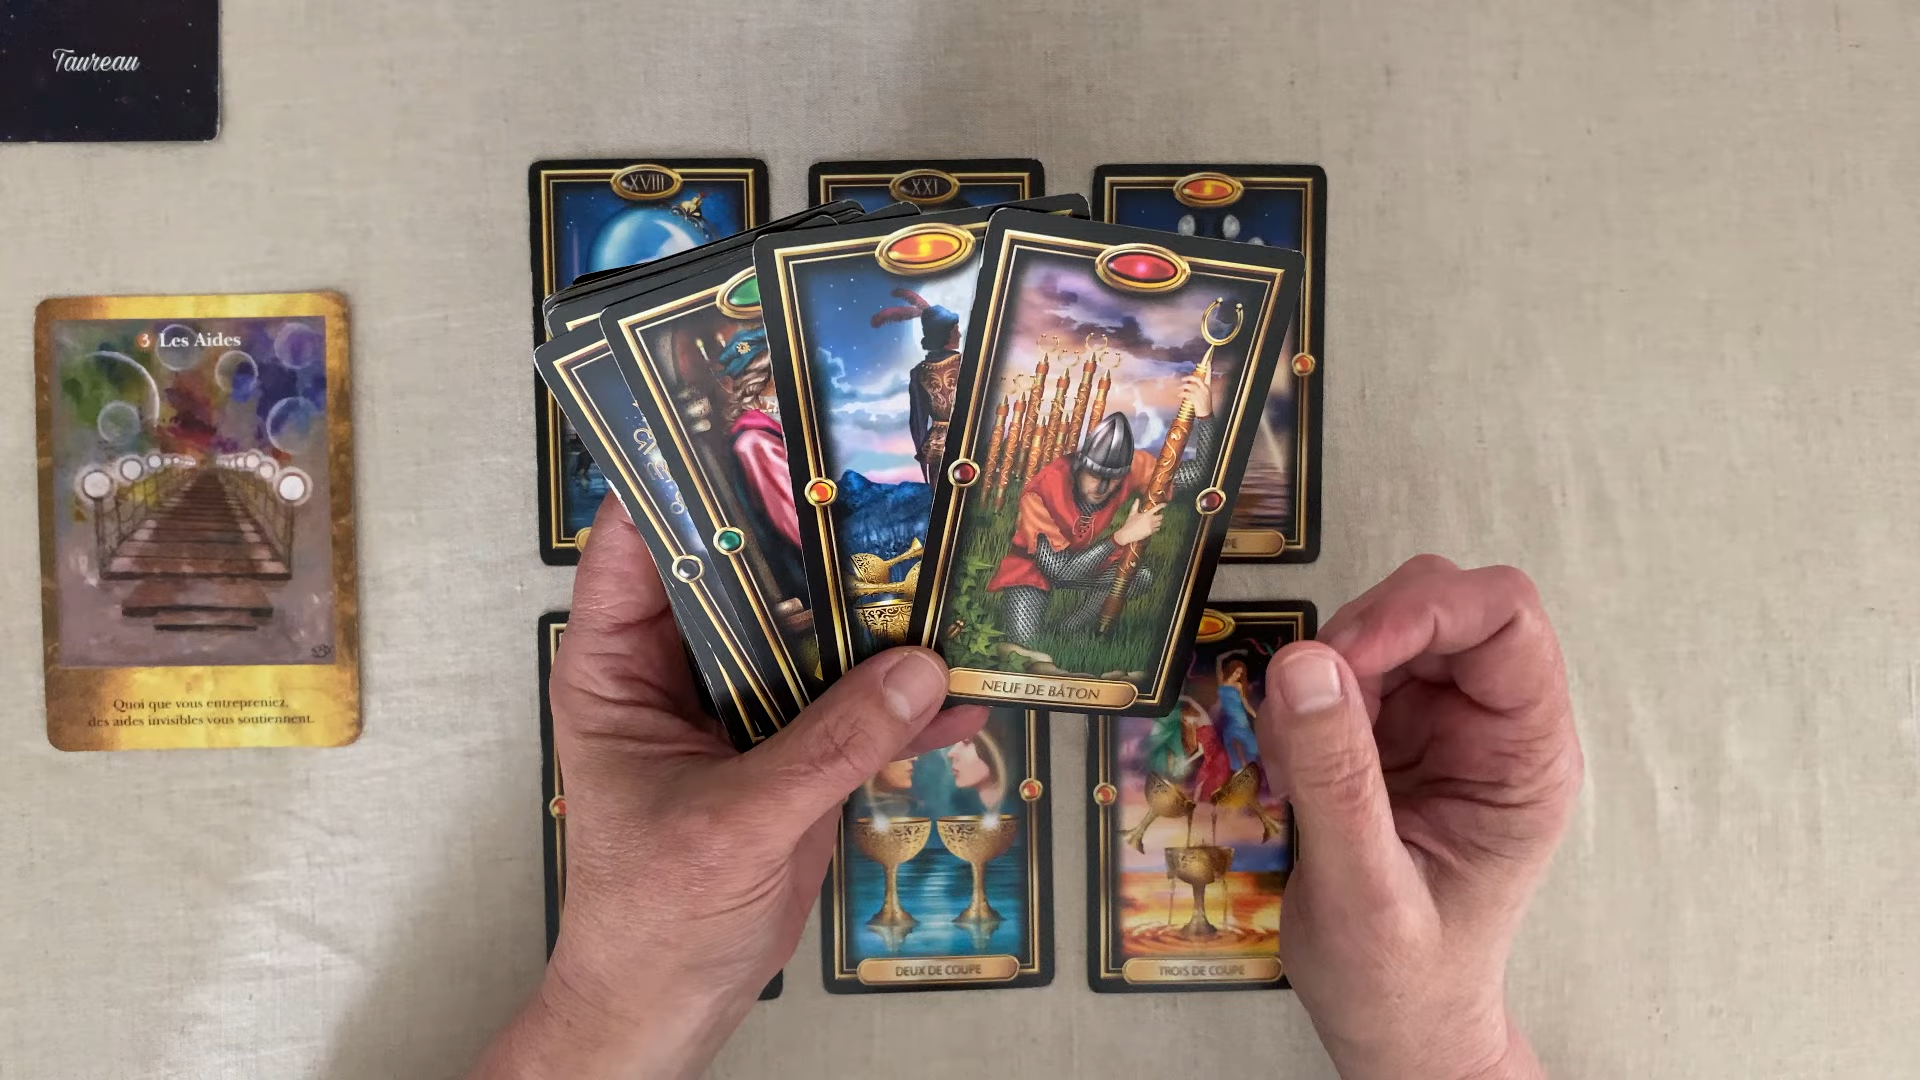 Taureau
XVIII
XXI
3 Les Aides
Quoi que vous entrepreniez,
des aides invisibles vous soutiennent.
NEUF DE BÂTON
DEUX DE COUPE
TROIS DE COUPE